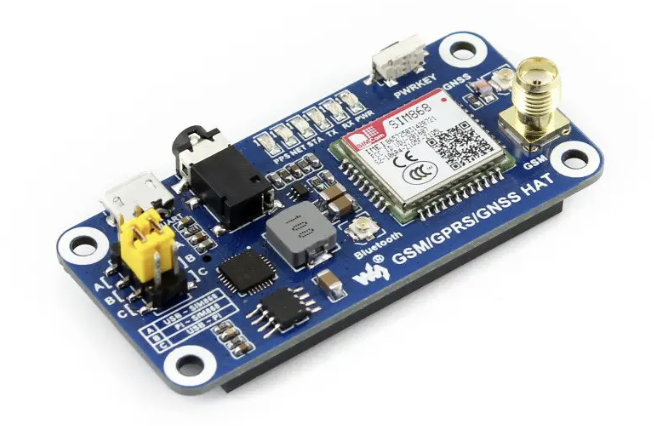 PWRKEY
GNSS
PPS NET STA TX RX PWR
SIM868
GSM
UART
Bluetooth
GSM/GPRS/GNSS HAT
A B C
B C
A USB - SIM868
B PI - SIM868
C USB - PI